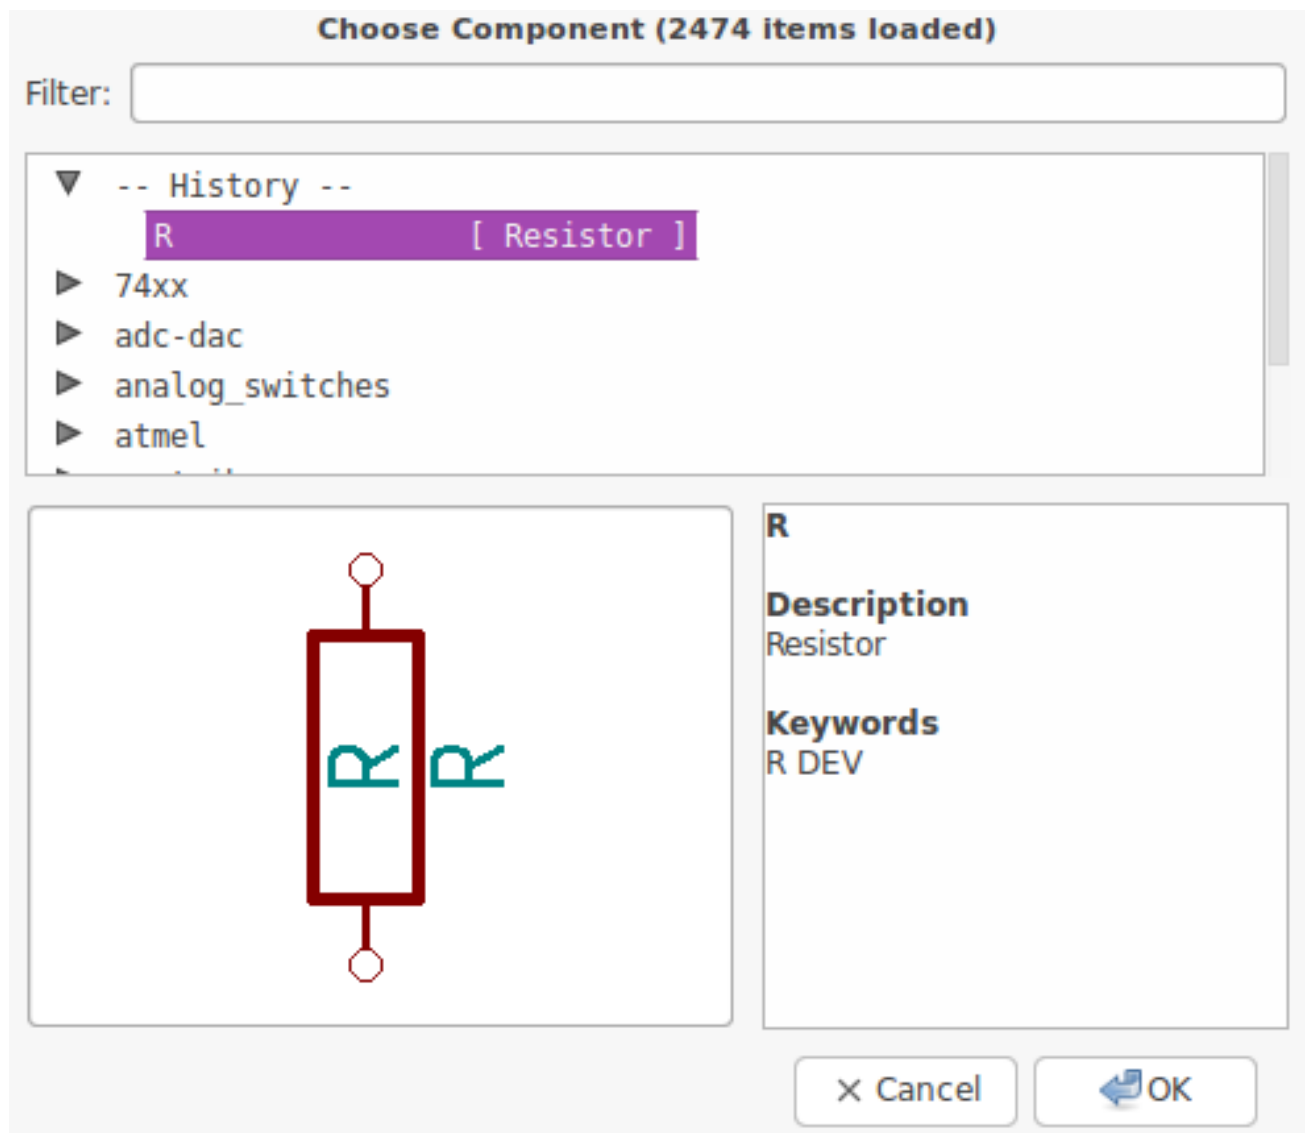 Choose Component (2474 items loaded)
Filter:
-- History --
R [ Resistor ]
74xx
adc-dac
analog_switches
atmel
R R
R
Description
Resistor
Keywords
R DEV
Cancel
OK